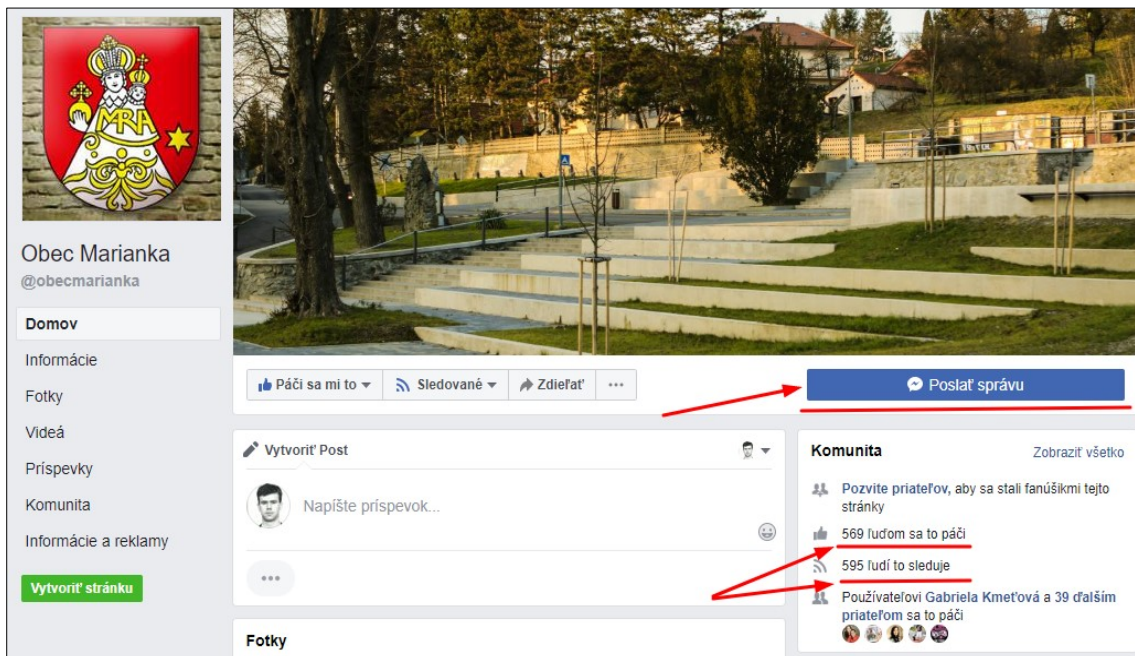 MRA
Obec Marianka
@obecmarianka
Domov
Informácie
Fotky
Videá
Príspevky
Komunita
Informácie a reklamy
Vytvoriť stránku
Páči sa mi to
Sledované
Zdieľať
Poslať správu
Vytvoriť Post
Napíšte príspevok...
Fotky
Komunita
Zobraziť všetko
Pozvite priateľov, aby sa stali fanúšikmi tejto
stránky
569 ľuďom sa to páči
595 ľudí to sleduje
Používateľovi Gabriela Kmeťová a 39 ďalším
priateľom sa to páči